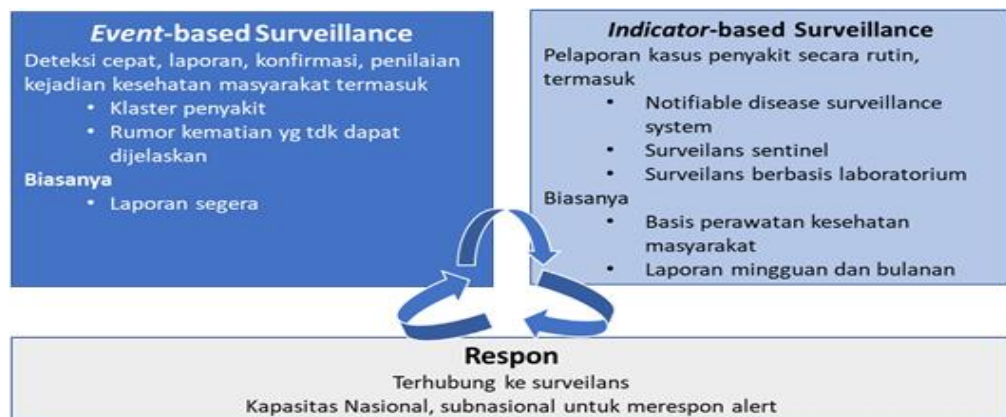 Event-based Surveillance
Deteksi cepat, laporan, konfirmasi, penilaian
kejadian kesehatan masyarakat termasuk
• Klaster penyakit
• Rumor kematian yg tdk dapat
dijelaskan
Biasanya
• Laporan segera
Indicator-based Surveillance
Pelaporan kasus penyakit secara rutin,
termasuk
• Notifiable disease surveillance
system
• Surveilans sentinel
• Surveilans berbasis laboratorium
Biasanya
• Basis perawatan kesehatan
masyarakat
• Laporan mingguan dan bulanan
Respon
Terhubung ke surveilans
Kapasitas Nasional, subnasional untuk merespon alert